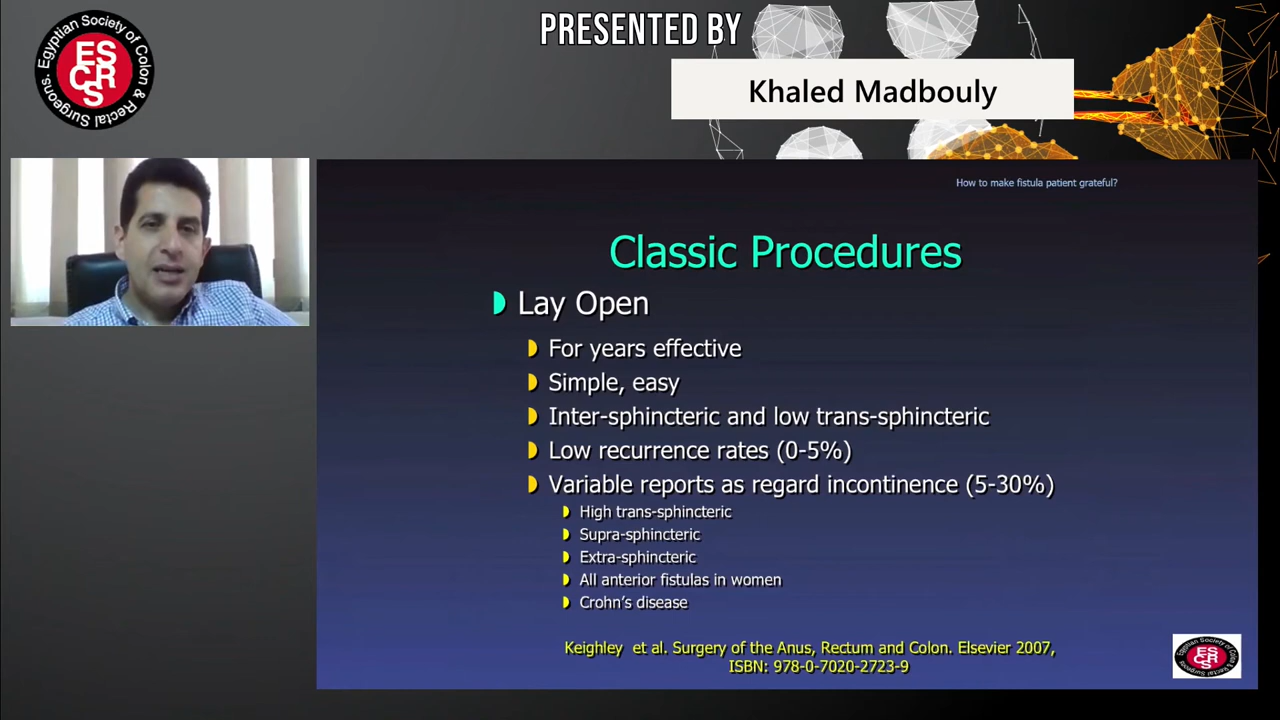 Egyptian Society of Colon & Rectal Surgeons.
ES
CR
S
PRESENTED BY
Khaled Madbouly
How to make fistula patient grateful?
Classic Procedures
Lay Open
For years effective
Simple, easy
Inter-sphincteric and low trans-sphincteric
Low recurrence rates (0-5%)
Variable reports as regard incontinence (5-30%)
High trans-sphincteric
Supra-sphincteric
Extra-sphincteric
All anterior fistulas in women
Crohn's disease
Keighley et al. Surgery of the Anus, Rectum and Colon. Elsevier 2007,
ISBN: 978-0-7020-2723-9
ES
CR
S